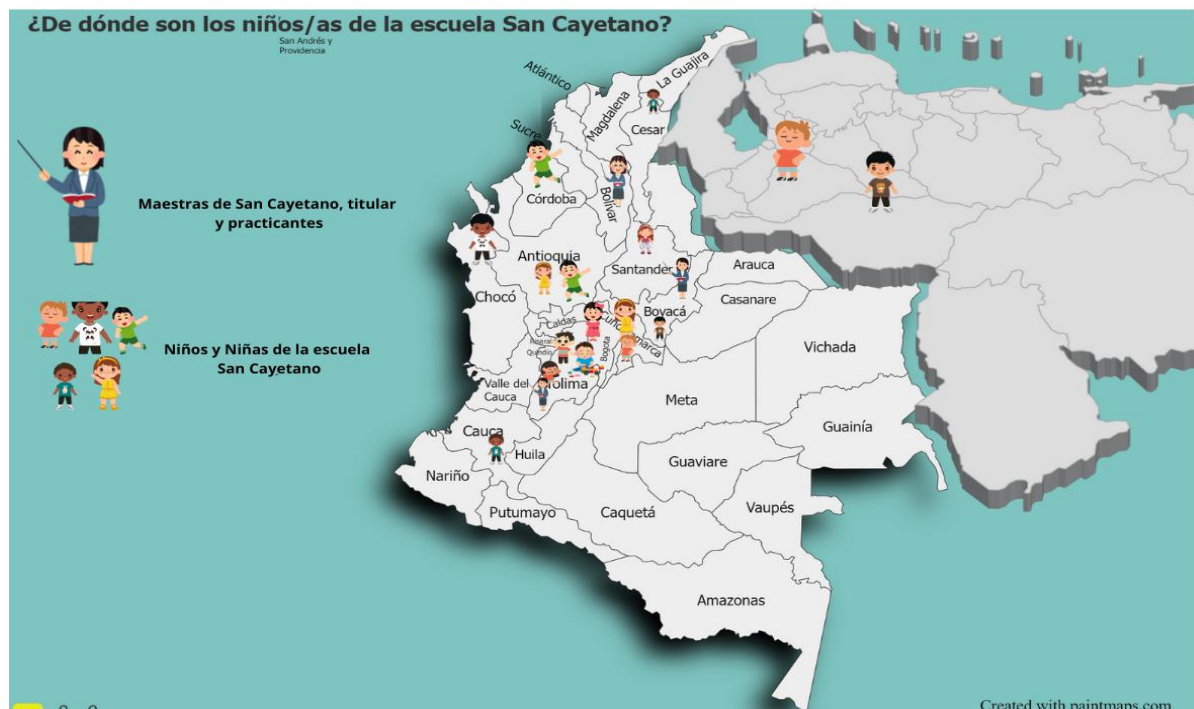 ¿De dónde son los niños/as de la escuela San Cayetano?
San Andrés y
Providencia
Maestras de San Cayetano, titular
y practicantes
Niños y Niñas de la escuela
San Cayetano
Atlántico
La Guajira
Magdalena
Cesar
Sucre
Bolívar
Córdoba
Antioquia
Santander
Arauca
Chocó
Boyacá
Casanare
Caldas
Quindío
Bogotá
Vichada
Valle del
Cauca
Meta
Cauca
Huila
Guainía
Guaviare
Nariño
Putumayo
Caquetá
Vaupés
Amazonas
Created with paintmaps.com